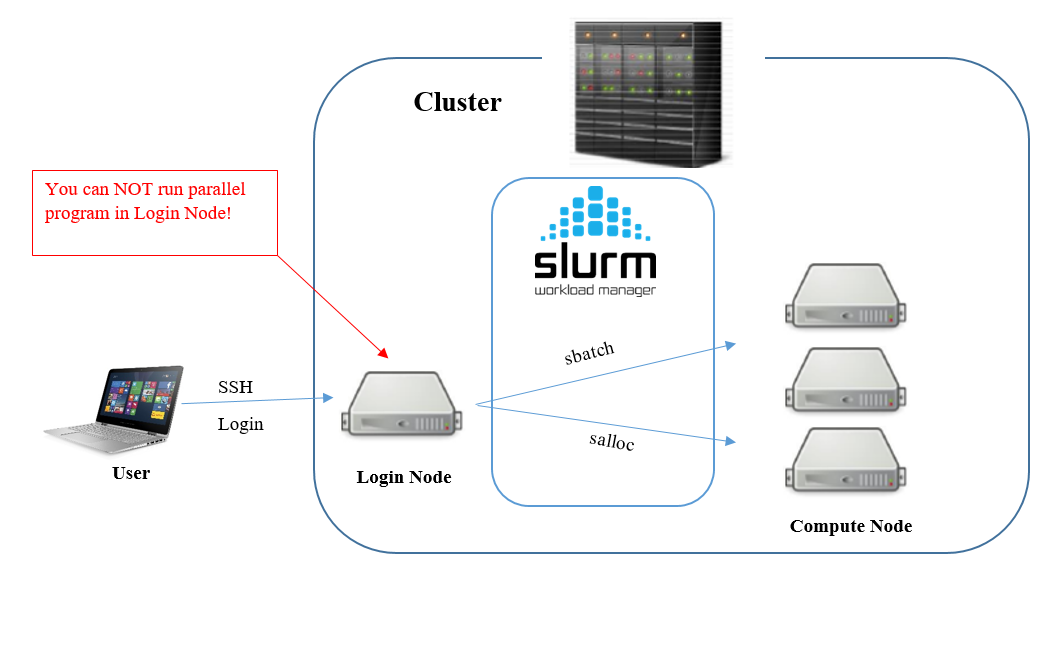 Cluster
You can NOT run parallel
program in Login Node!
slurm
workload manager
sbatch
SSH
Login
salloc
User
Login Node
Compute Node